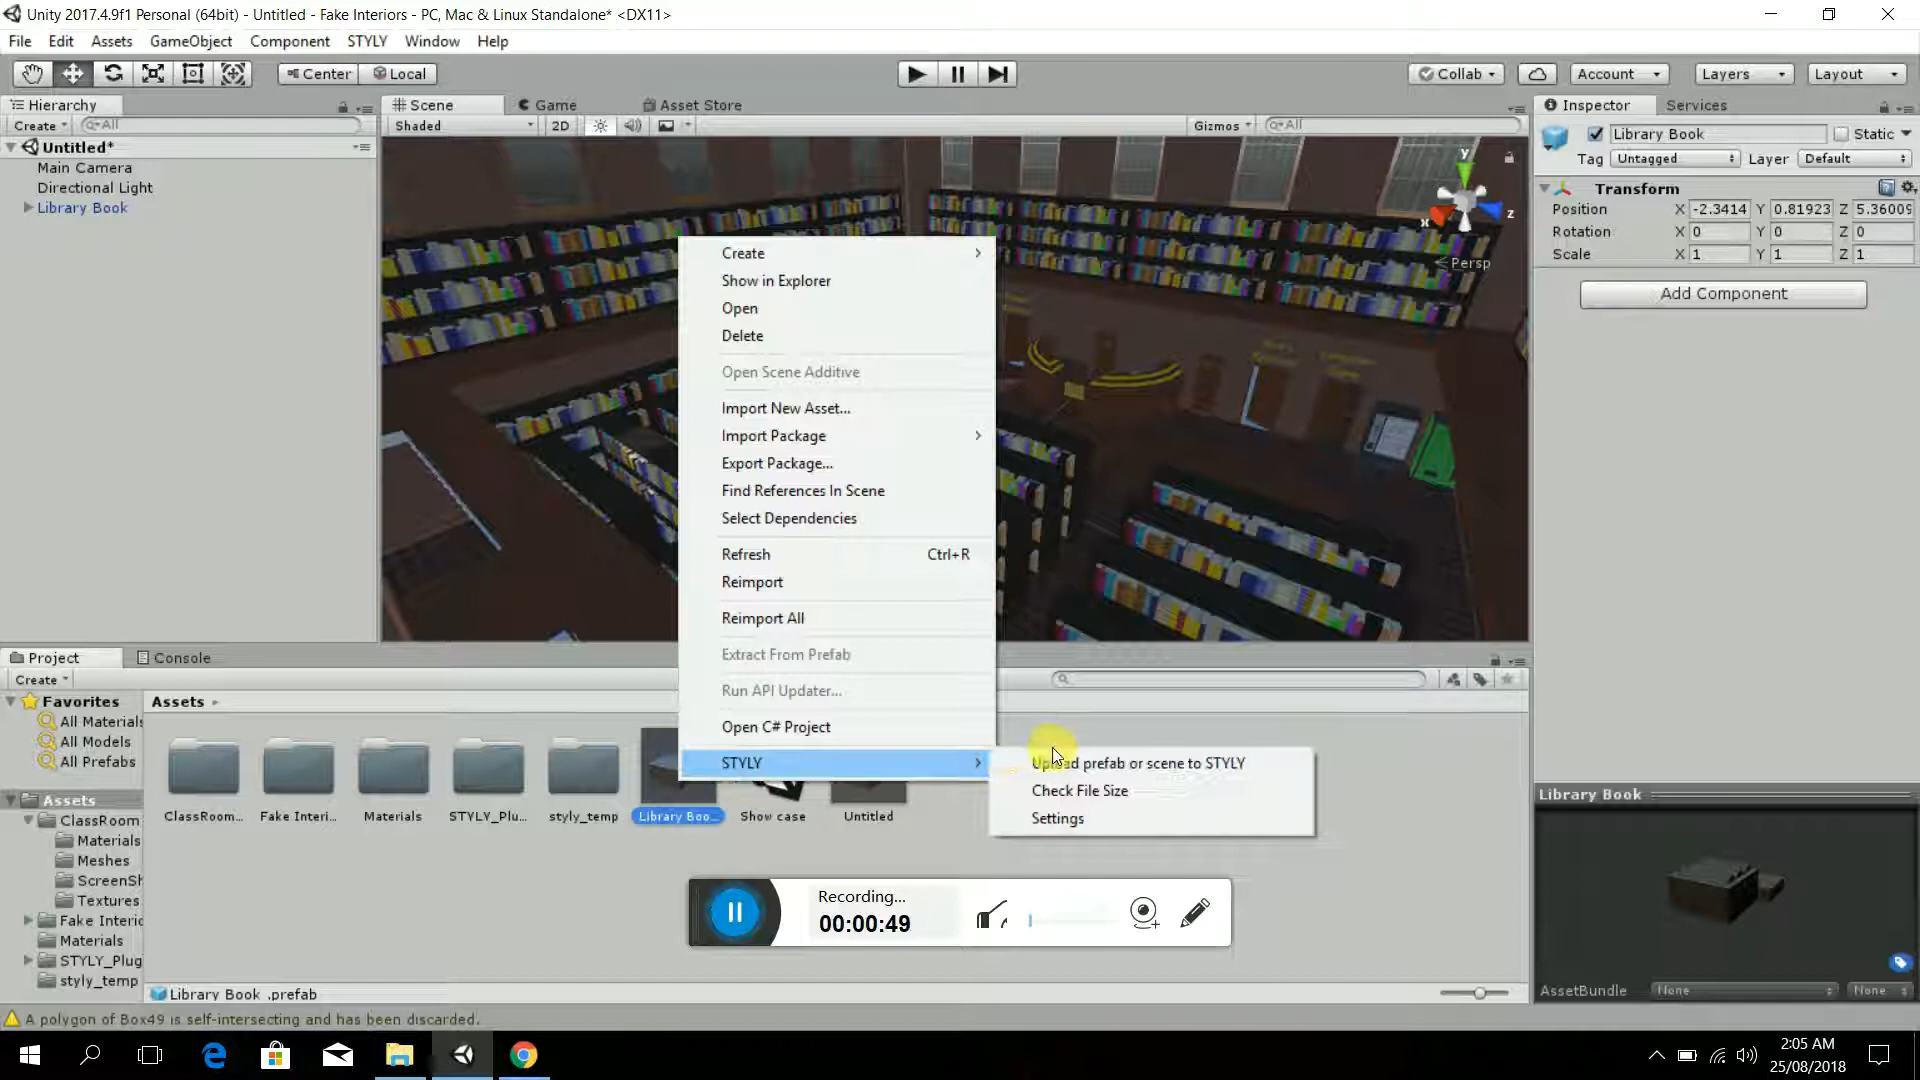 Unity 2017.4.9f1 Personal (64bit) - Untitled - Fake Interiors - PC, Mac & Linux Standalone* <DX11>
File Edit Assets GameObject Component STYLY Window Help
Center Local
Collab Account Layers Layout
Hierarchy
Create All
Untitled*
Main Camera
Directional Light
Library Book
Scene Game Asset Store
Shaded 2D Gizmos All
y
x
z
Persp
Inspector Services
Library Book Static
Tag Untagged Layer Default
Transform
Position X -2.3414 Y 0.81923 Z 5.36009
Rotation X 0 Y 0 Z 0
Scale X 1 Y 1 Z 1
Add Component
Create
Show in Explorer
Open
Delete
Open Scene Additive
Import New Asset...
Import Package
Export Package...
Find References In Scene
Select Dependencies
Refresh Ctrl+R
Reimport
Reimport All
Extract From Prefab
Run API Updater...
Open C# Project
STYLY
Upload prefab or scene to STYLY
Check File Size
Settings
Project Console
Create
Favorites
All Materials
All Models
All Prefabs
Assets
ClassRoom
Materials
Meshes
ScreenSh
Textures
Fake Interio
Materials
STYLY_Plug
styly_temp
Assets
ClassRoom... Fake Interi... Materials STYLY_Plu... styly_temp Library Boo... Show case Untitled
Library Book .prefab
Recording...
00:00:49
Library Book
AssetBundle None None
A polygon of Box49 is self-intersecting and has been discarded.
2:05 AM
25/08/2018